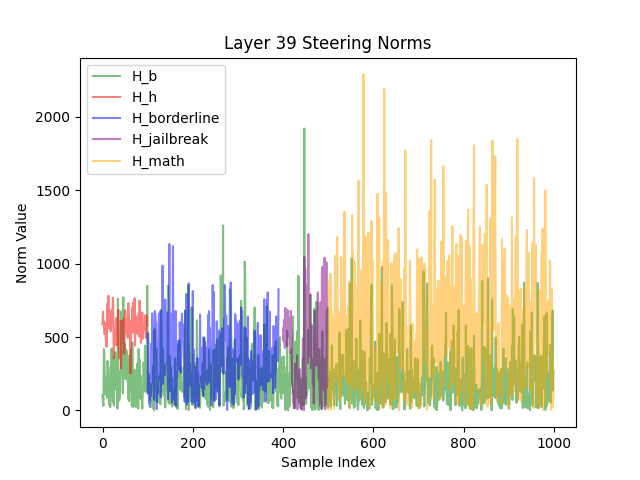 Layer 39 Steering Norms
H_b
H_h
H_borderline
H_jailbreak
H_math
Norm Value
2000
1500
1000
500
0
0 200 400 600 800 1000
Sample Index